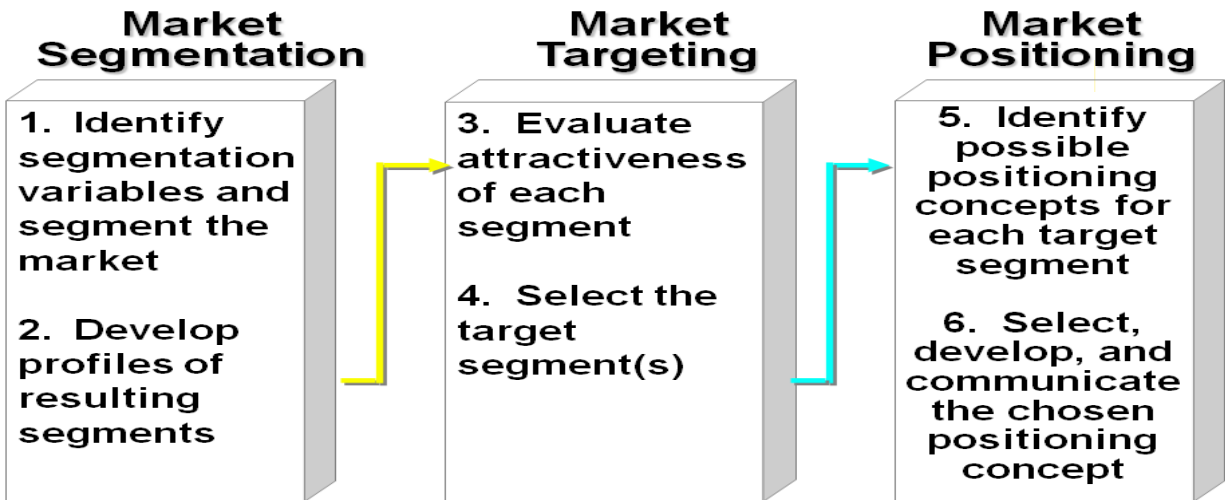 Market
Segmentation
1. Identify
segmentation
variables and
segment the
market
2. Develop
profiles of
resulting
segments
Market
Targeting
3. Evaluate
attractiveness
of each
segment
4. Select the
target
segment(s)
Market
Positioning
5. Identify
possible
positioning
concepts for
each target
segment
6. Select,
develop, and
communicate
the chosen
positioning
concept